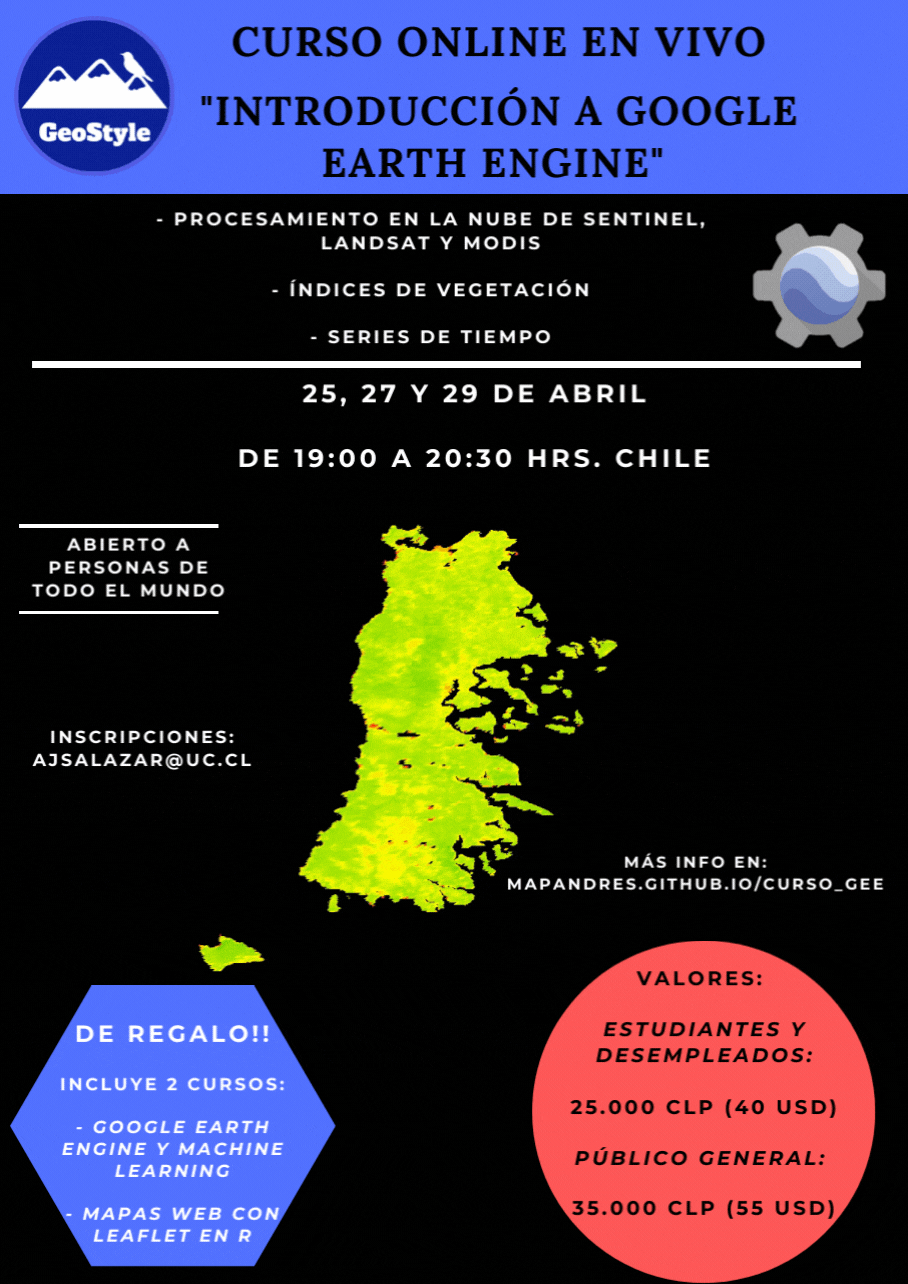 GeoStyle
CURSO ONLINE EN VIVO
"INTRODUCCIÓN A GOOGLE
EARTH ENGINE"
- PROCESAMIENTO EN LA NUBE DE SENTINEL,
LANDSAT Y MODIS
- ÍNDICES DE VEGETACIÓN
- SERIES DE TIEMPO
25, 27 Y 29 DE ABRIL
DE 19:00 A 20:30 HRS. CHILE
ABIERTO A
PERSONAS DE
TODO EL MUNDO
INSCRIPCIONES:
AJSALAZAR@UC.CL
MÁS INFO EN:
MAPANDRES.GITHUB.IO/CURSO_GEE
DE REGALO!!
INCLUYE 2 CURSOS:
- GOOGLE EARTH
ENGINE Y MACHINE
LEARNING
- MAPAS WEB CON
LEAFLET EN R
VALORES:
ESTUDIANTES Y
DESEMPLEADOS:
25.000 CLP (40 USD)
PÚBLICO GENERAL:
35.000 CLP (55 USD)